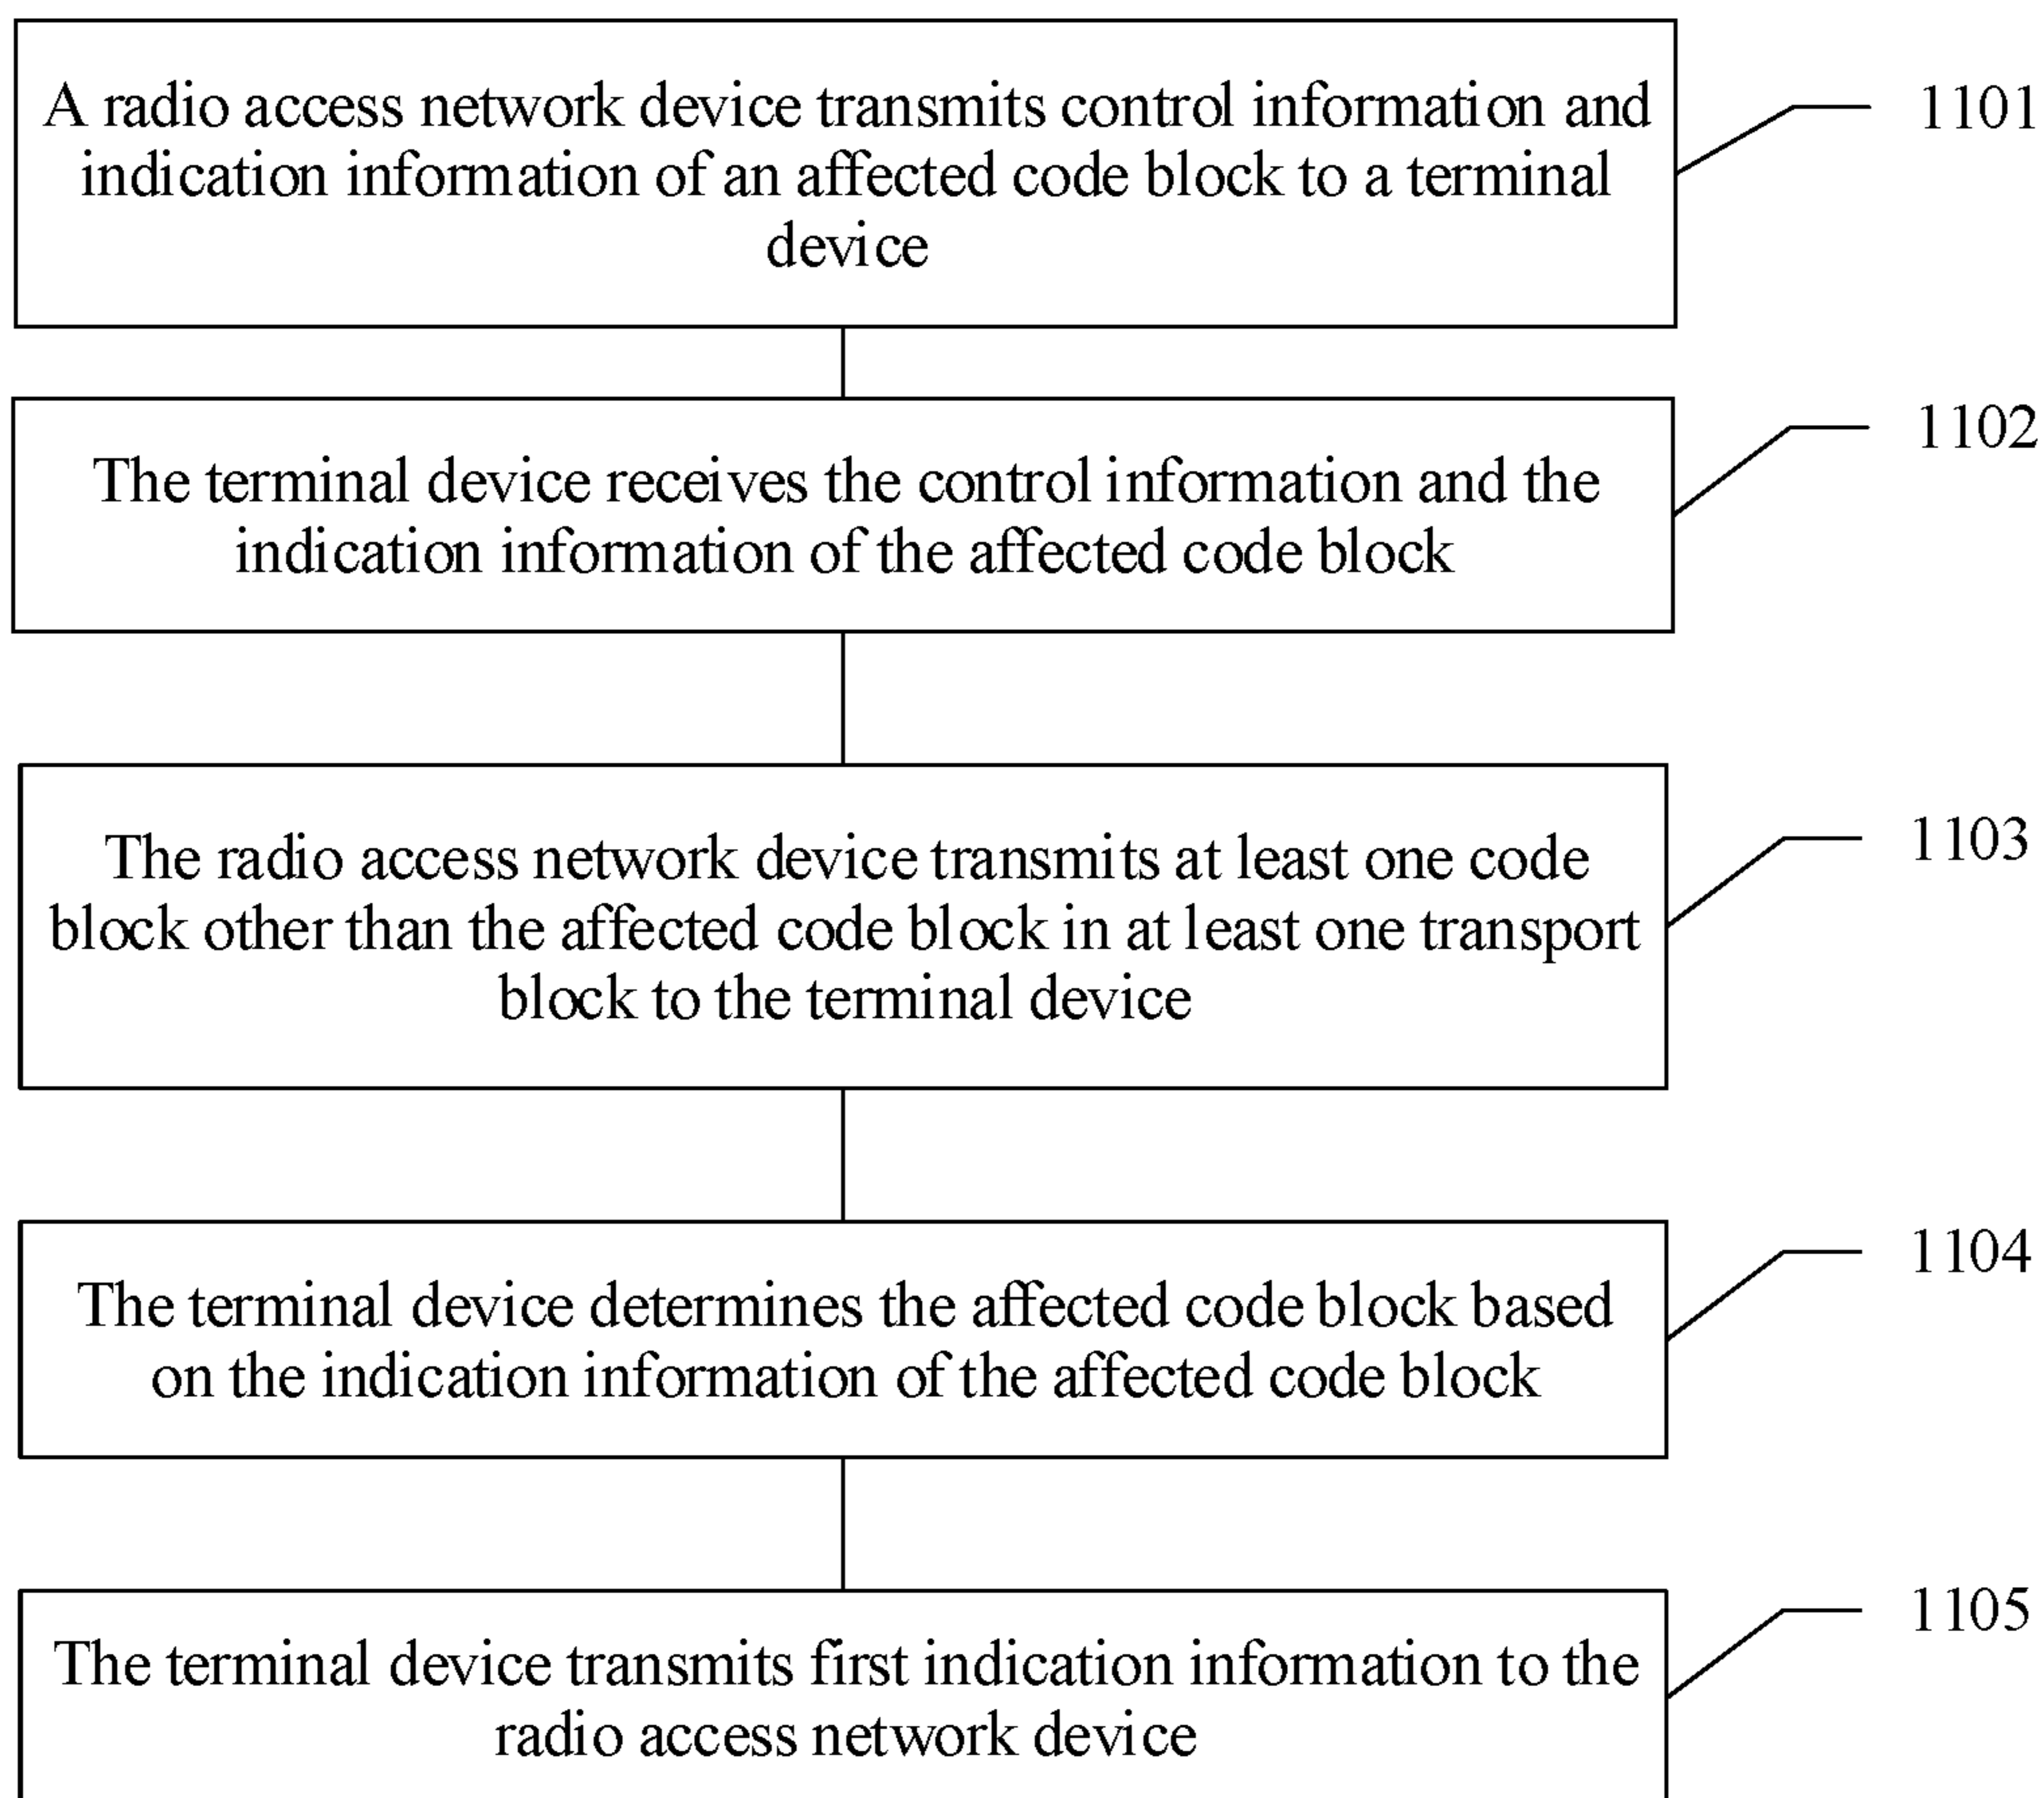 A radio access network device transmits control information and
indication information of an affected code block to a terminal
device
1101
The terminal device receives the control information and the
indication information of the affected code block
1102
The radio access network device transmits at least one code
block other than the affected code block in at least one transport
block to the terminal device
1103
The terminal device determines the affected code block based
on the indication information of the affected code block
1104
The terminal device transmits first indication information to the
radio access network device
1105